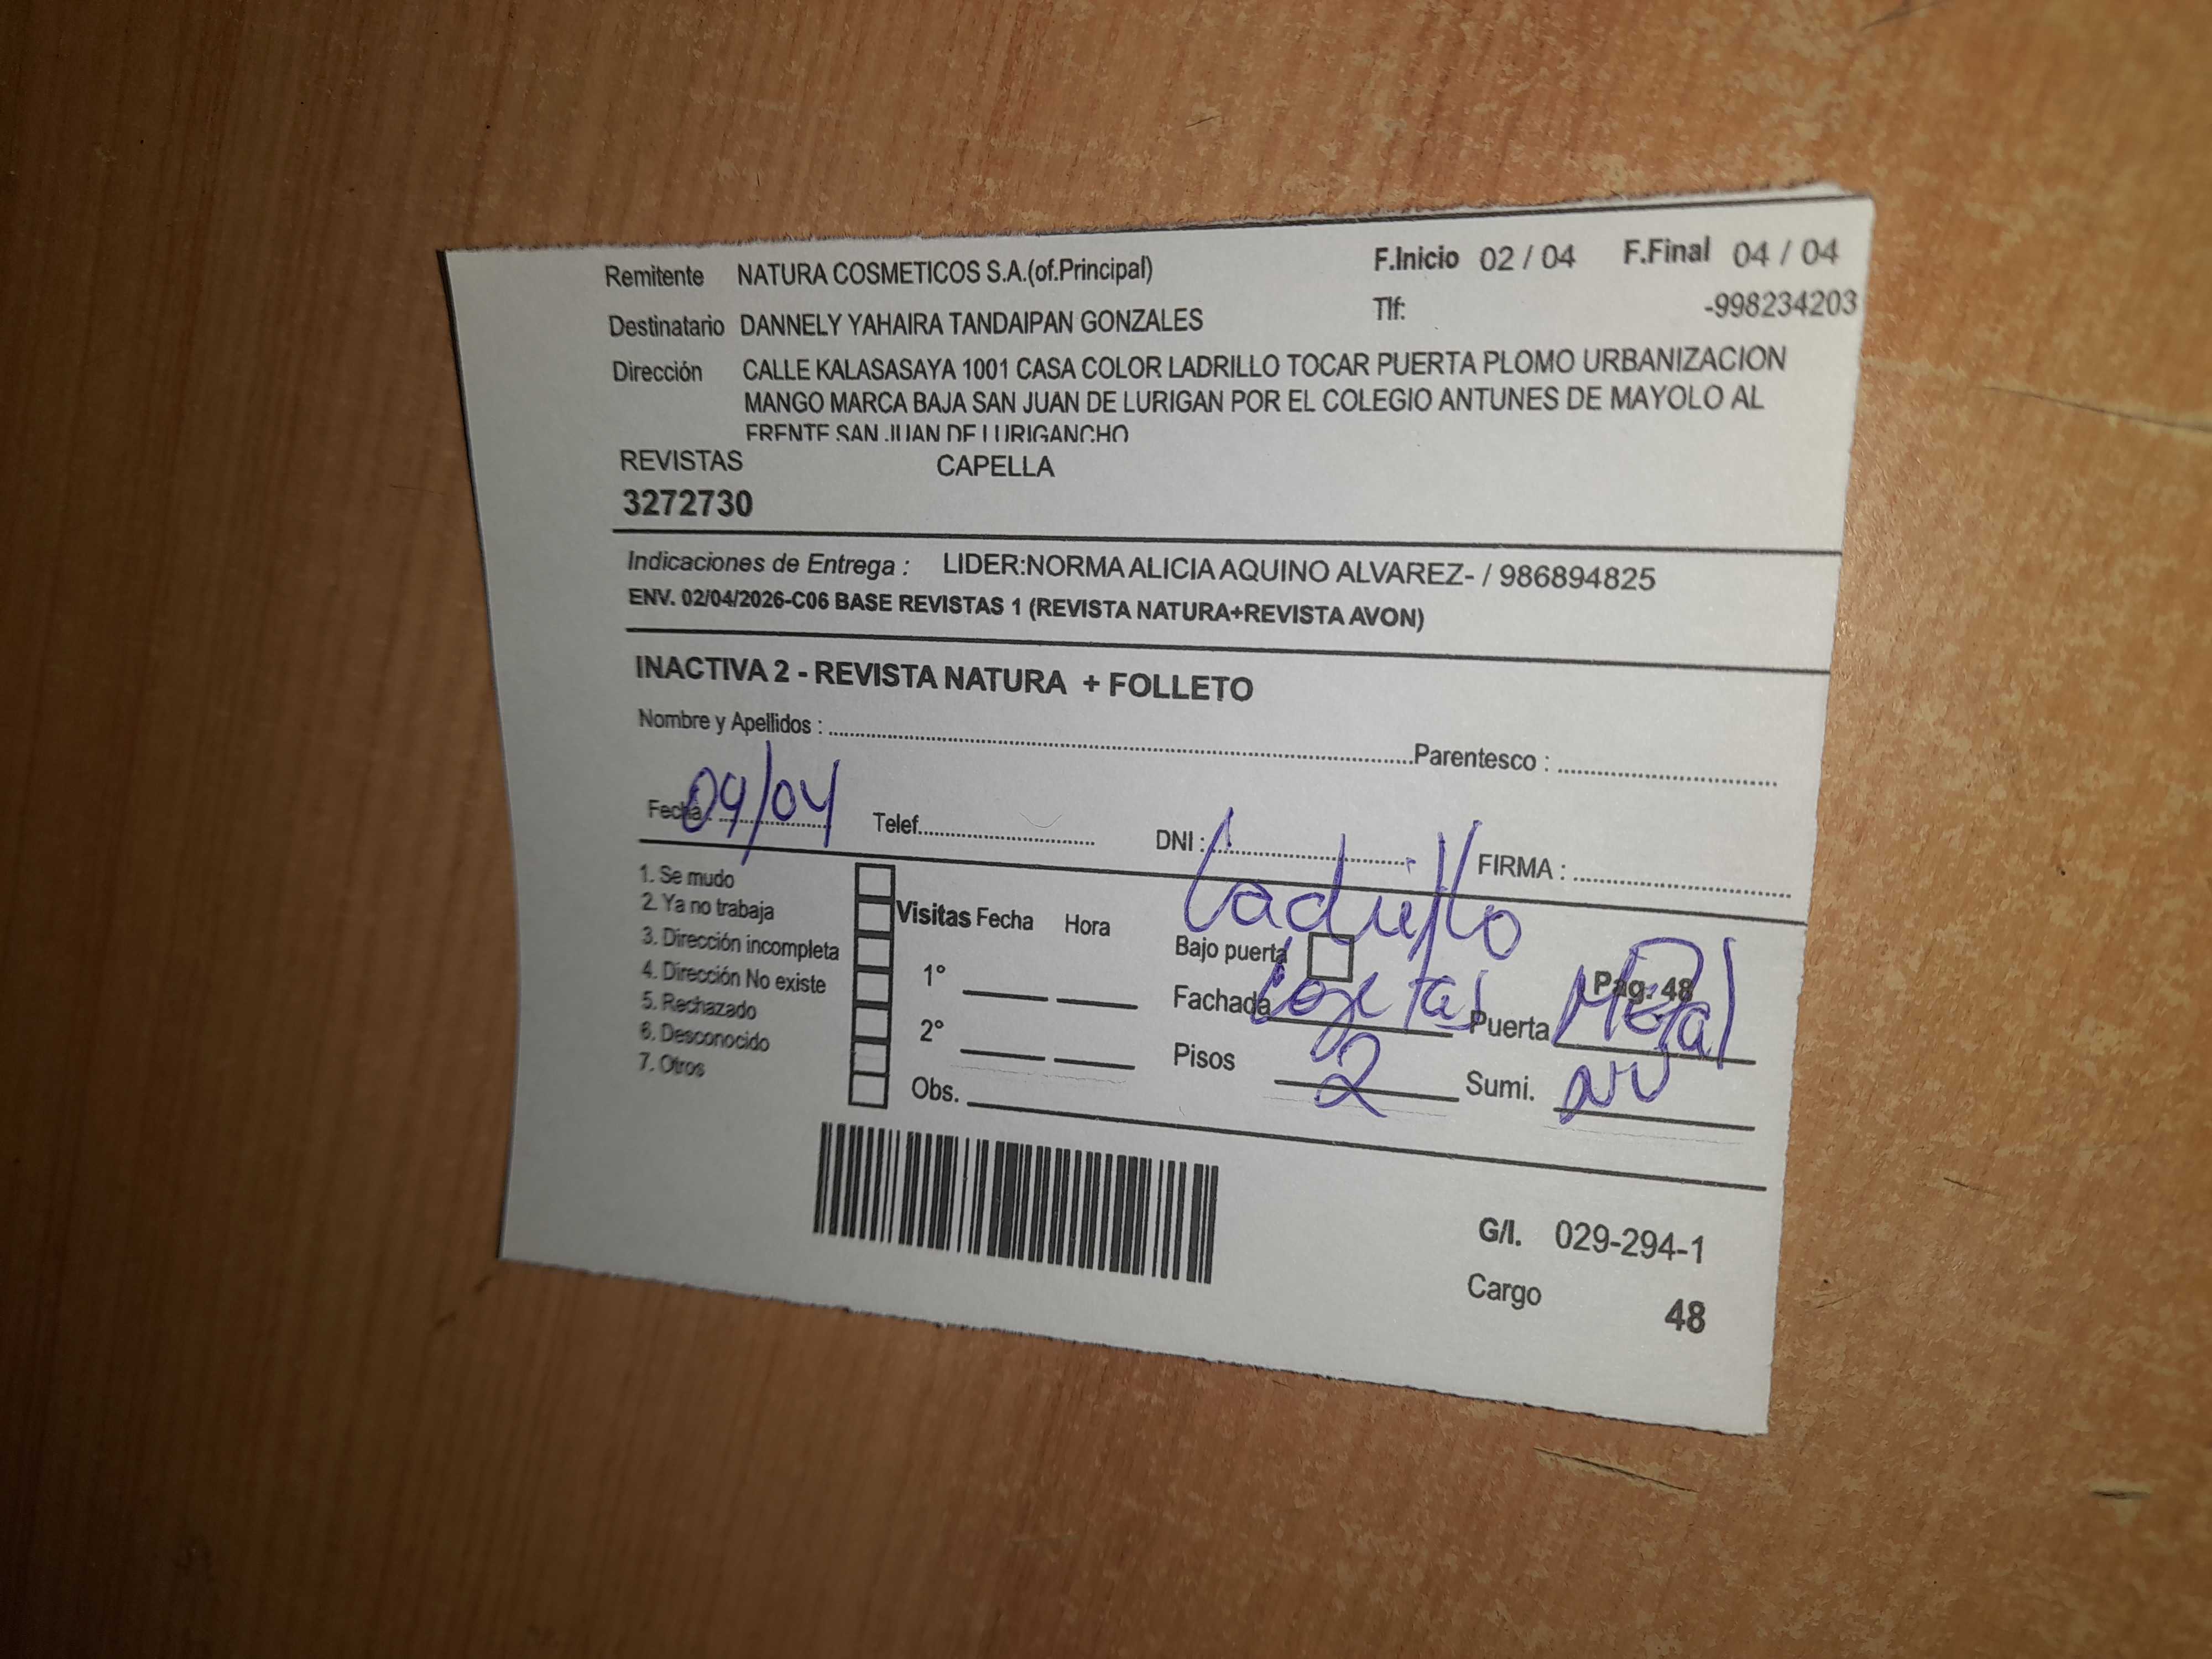 Remitente NATURA COSMETICOS S.A.(of.Principal) F.Inicio 02 / 04 F.Final 04 / 04
Destinatario DANNELY YAHAIRA TANDAIPAN GONZALES Tlf: -998234203
Dirección CALLE KALASASAYA 1001 CASA COLOR LADRILLO TOCAR PUERTA PLOMO URBANIZACION
MANGO MARCA BAJA SAN JUAN DE LURIGAN POR EL COLEGIO ANTUNES DE MAYOLO AL
FRENTE SAN JUAN DE LURIGANCHO
REVISTAS CAPELLA
3272730
Indicaciones de Entrega : LIDER:NORMA ALICIA AQUINO ALVAREZ- / 986894825
ENV. 02/04/2026-C06 BASE REVISTAS 1 (REVISTA NATURA+REVISTA AVON)
INACTIVA 2 - REVISTA NATURA + FOLLETO
Nombre y Apellidos : Parentesco :
Fecha : 04/04 Telef. DNI : FIRMA :
Ladrillo
1. Se mudo
2. Ya no trabaja
3. Dirección incompleta
4. Dirección No existe
5. Rechazado
6. Desconocido
7. Otros
Visitas Fecha Hora
1°
2°
Obs.
Bajo puerta Pag. 48
Fachada Puerta Metal
Pisos 2 Sumi.
G/I. 029-294-1
Cargo 48